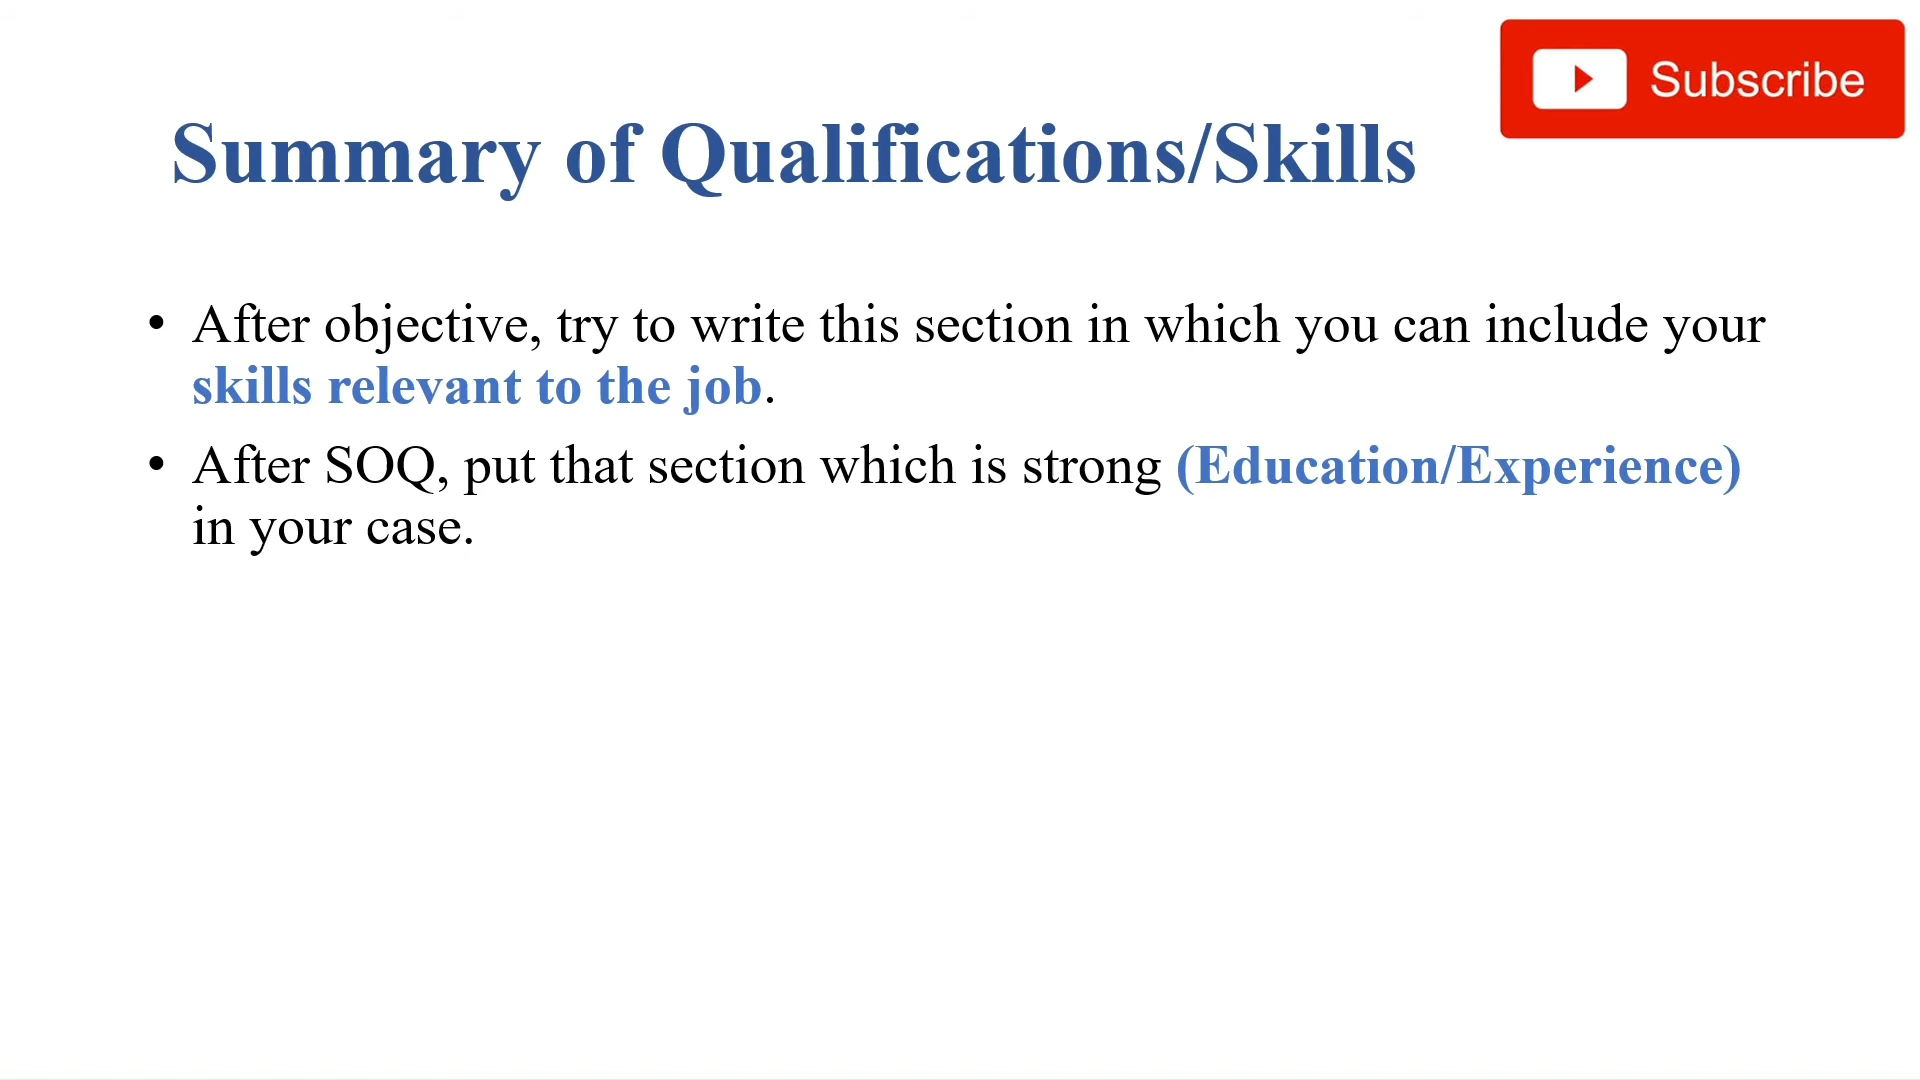 Subscribe
Summary of Qualifications/Skills
• After objective, try to write this section in which you can include your
skills relevant to the job.
• After SOQ, put that section which is strong (Education/Experience)
in your case.